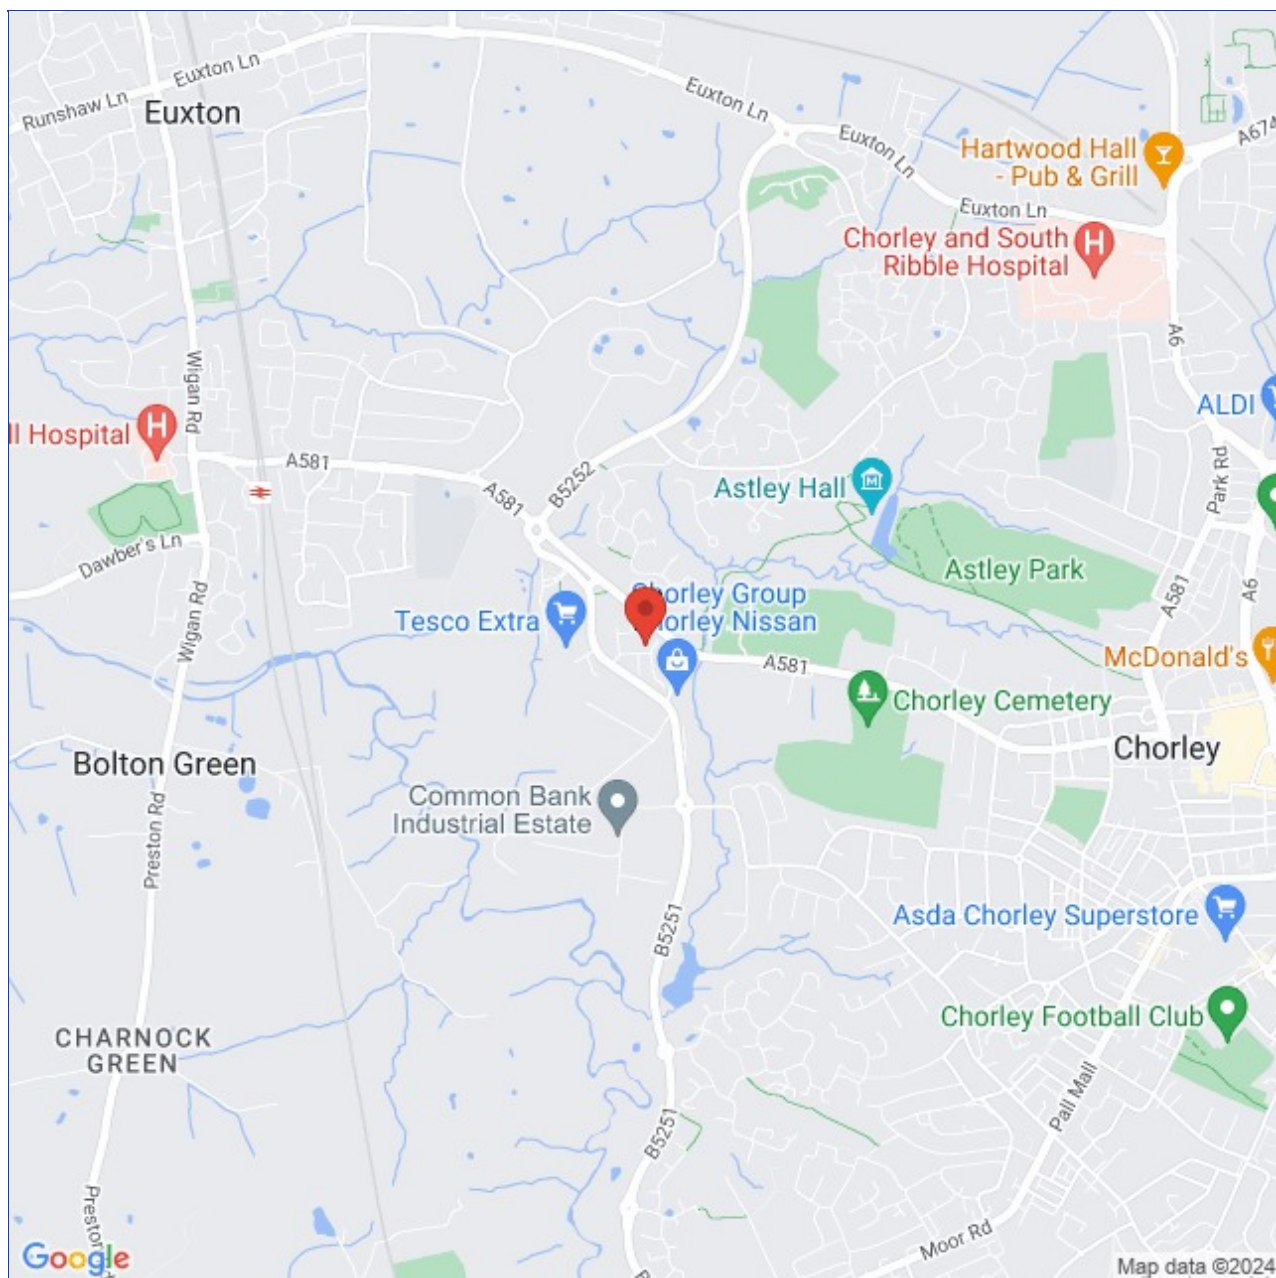 Euxton Ln
Runshaw Ln
Euxton
Euxton Ln
Euxton Ln
A674
Hartwood Hall
- Pub & Grill
Euxton Ln
Chorley and South
Ribble Hospital
A6
Wigan Rd
ALDI
ll Hospital
A581
A581
B5252
Astley Hall
Park Rd
Dawber's Ln
Astley Park
A581
A6
Wigan Rd
Tesco Extra
Chorley Group
Chorley Nissan
A581
McDonald's
Chorley Cemetery
Chorley
Bolton Green
Preston Rd
Common Bank
Industrial Estate
B5251
Asda Chorley Superstore
Chorley Football Club
CHARNOCK
GREEN
Pall Mall
B5251
Moor Rd
Google
Map data ©2024